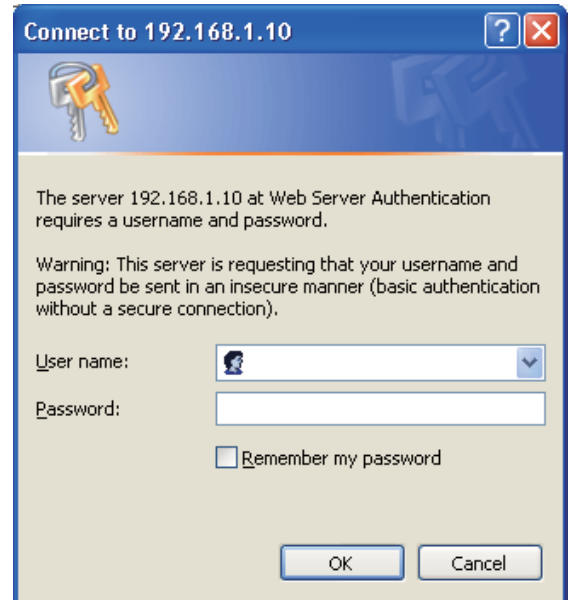 Connect to 192.168.1.10
The server 192.168.1.10 at Web Server Authentication
requires a username and password.
Warning: This server is requesting that your username and
password be sent in an insecure manner (basic authentication
without a secure connection).
User name:
Password:
Remember my password
OK Cancel